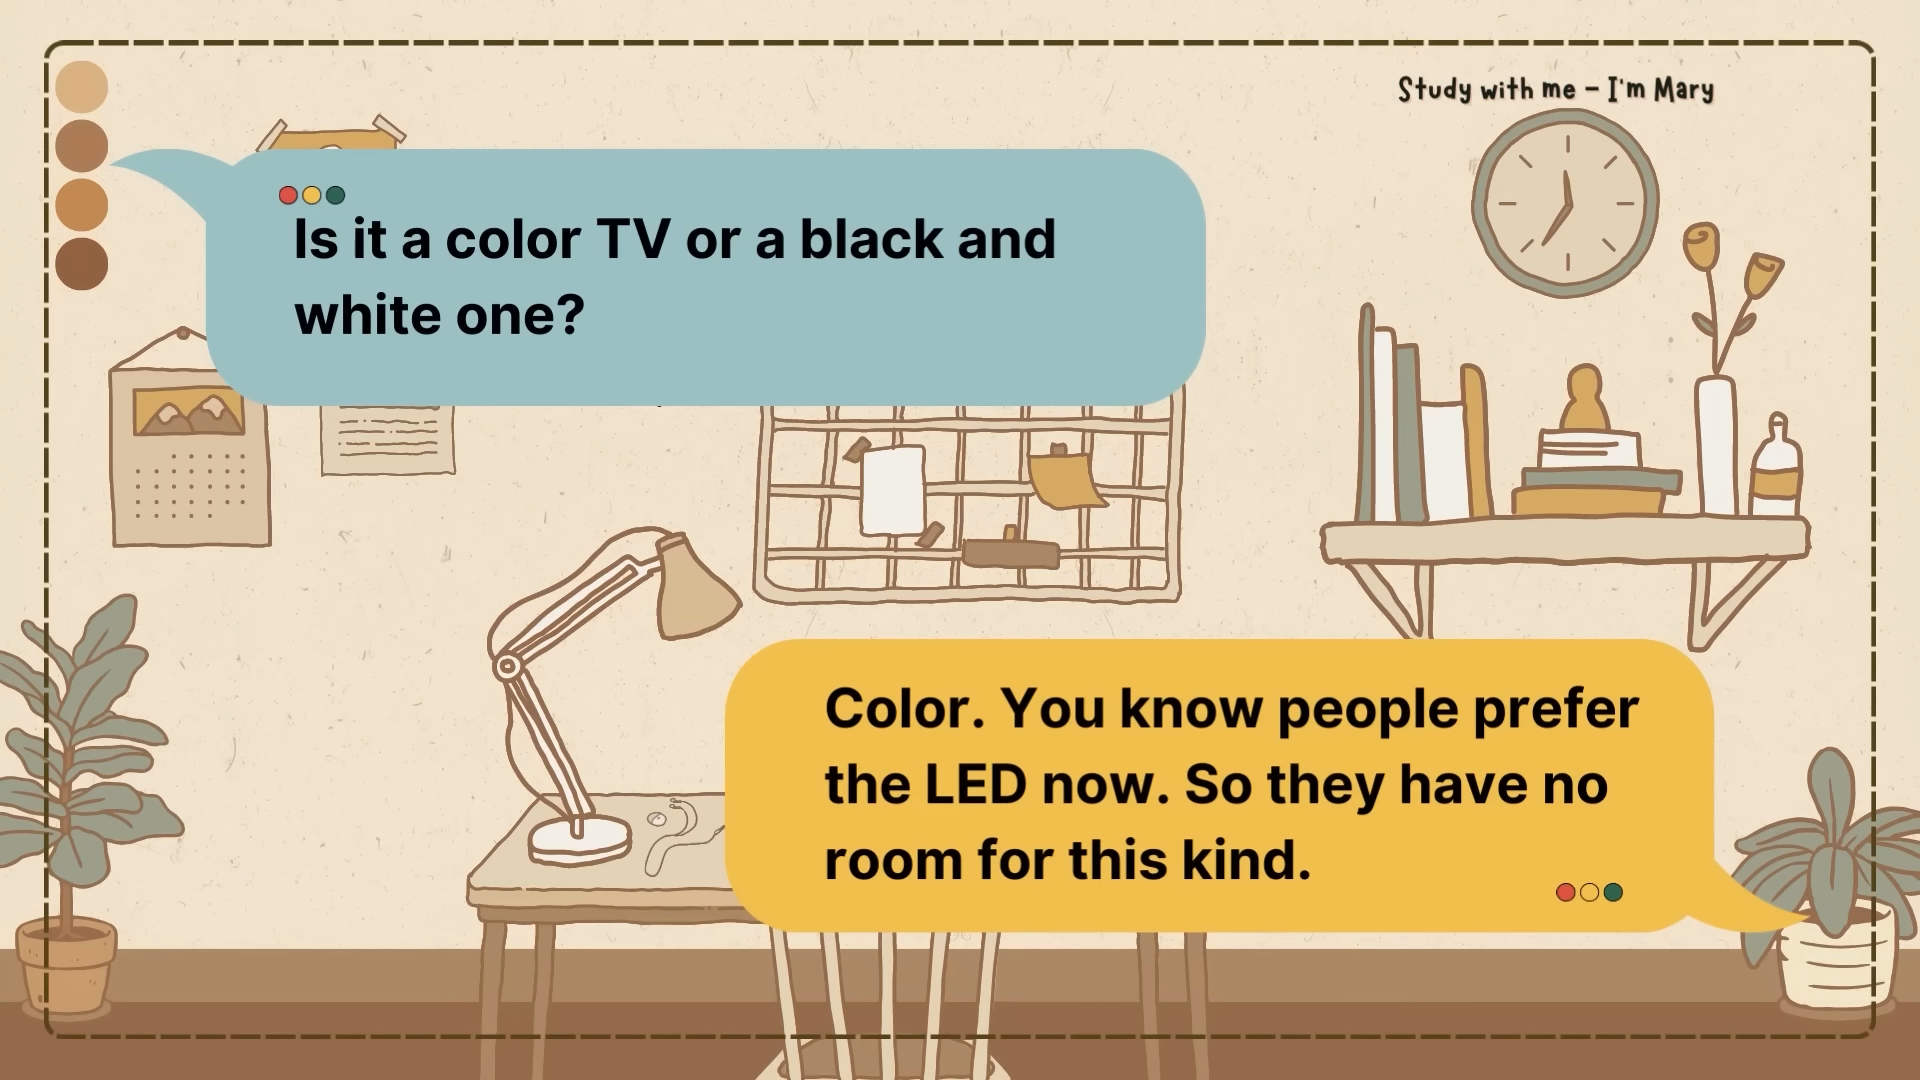 Study with me - I'm Mary
Is it a color TV or a black and
white one?
Color. You know people prefer
the LED now. So they have no
room for this kind.